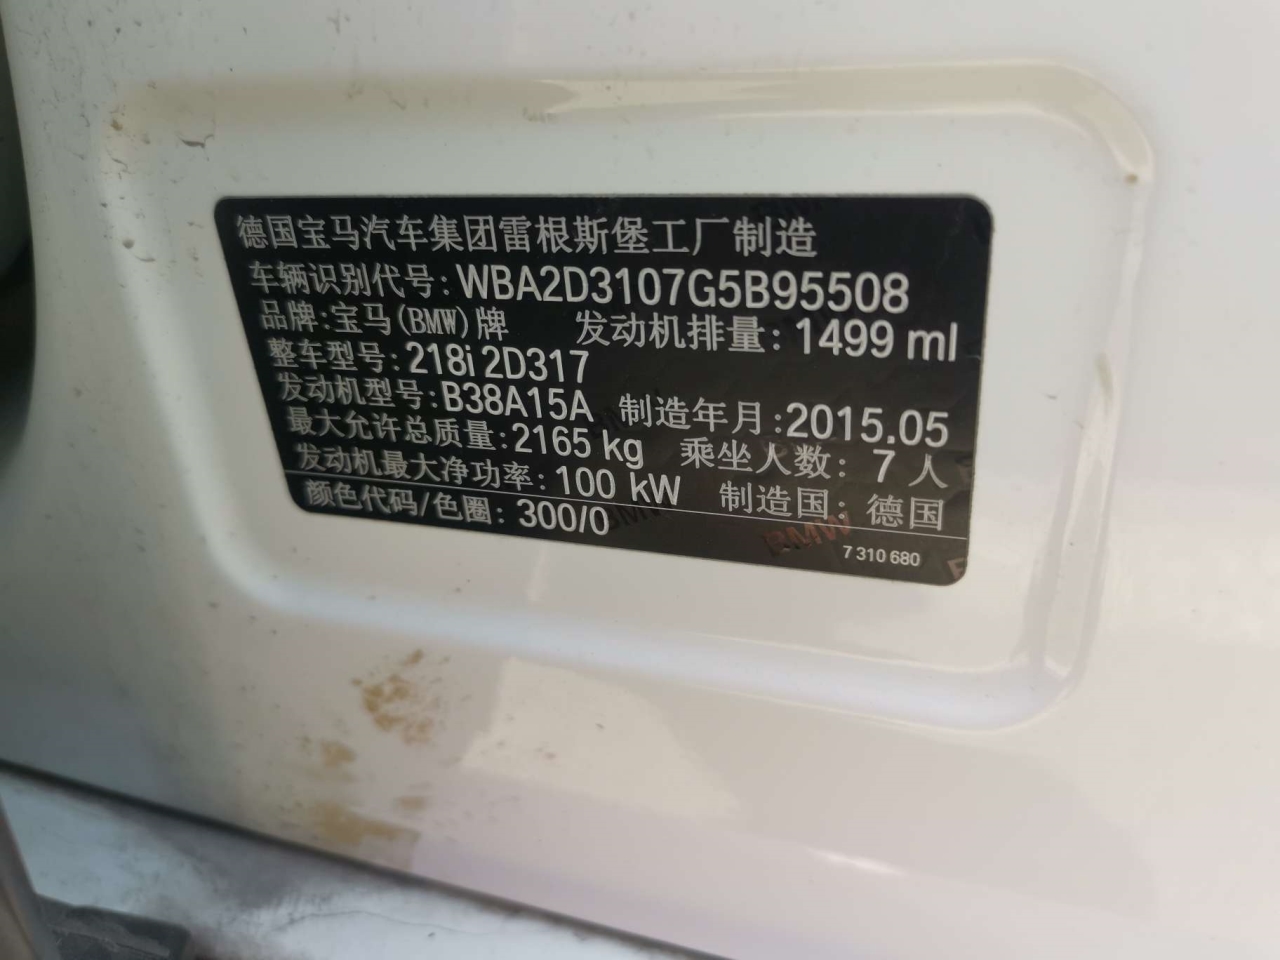 德国宝马汽车集团雷根斯堡工厂制造
车辆识别代号: WBA2D3107G5B95508
品牌:宝马(BMW)牌 发动机排量: 1499 ml
整车型号: 218i 2D317
发动机型号: B38A15A 制造年月:2015.05
最大允许总质量: 2165 kg 乘坐人数: 7 人
发动机最大净功率: 100 kW 制造国: 德国
颜色代码/色圈: 300/0
BMW
7 310 680